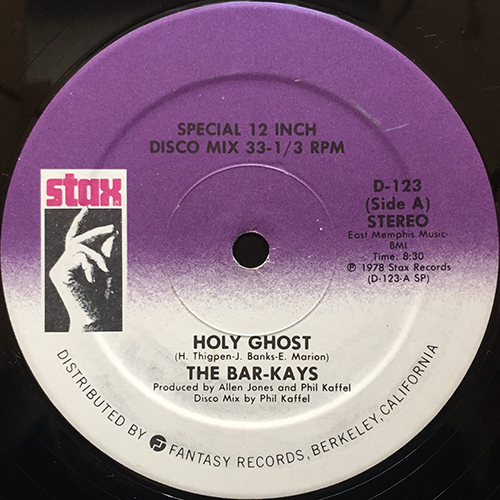 SPECIAL 12 INCH
DISCO MIX 33-1/3 RPM
stax
D-123
(Side A)
STEREO
East Memphis Music-
BMI
Time: 8:30
℗ 1978 Stax Records
(D-123-A SP)
HOLY GHOST
(H. Thigpen-J. Banks-E. Marion)
THE BAR-KAYS
Produced by Allen Jones and Phil Kaffel
Disco Mix by Phil Kaffel
DISTRIBUTED BY FANTASY RECORDS, BERKELEY, CALIFORNIA